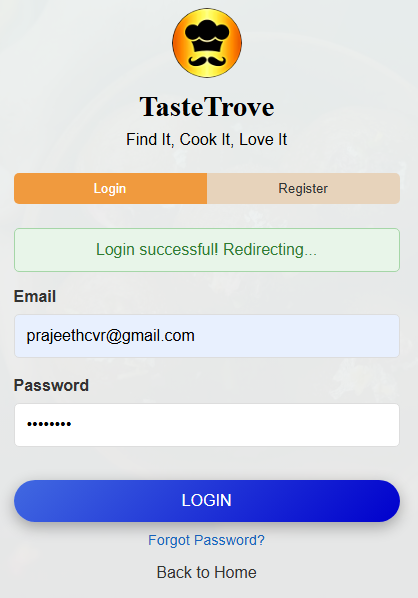 TasteTrove
Find It, Cook It, Love It
Login Register
Login successful! Redirecting...
Email
prajeethcvr@gmail.com
Password
••••••••
LOGIN
Forgot Password?
Back to Home